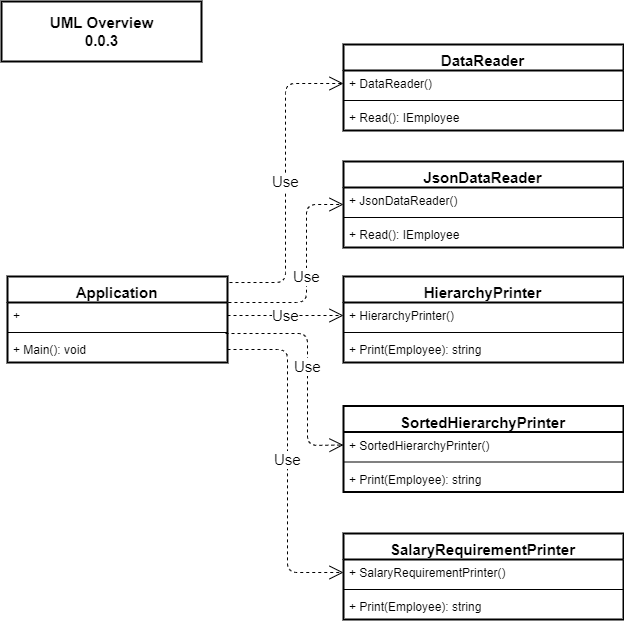 UML Overview
0.0.3
DataReader
+ DataReader()
+ Read(): IEmployee
Use
JsonDataReader
+ JsonDataReader()
+ Read(): IEmployee
Use
Application
+
+ Main(): void
HierarchyPrinter
+ HierarchyPrinter()
+ Print(Employee): string
Use
Use
SortedHierarchyPrinter
+ SortedHierarchyPrinter()
+ Print(Employee): string
Use
SalaryRequirementPrinter
+ SalaryRequirementPrinter()
+ Print(Employee): string